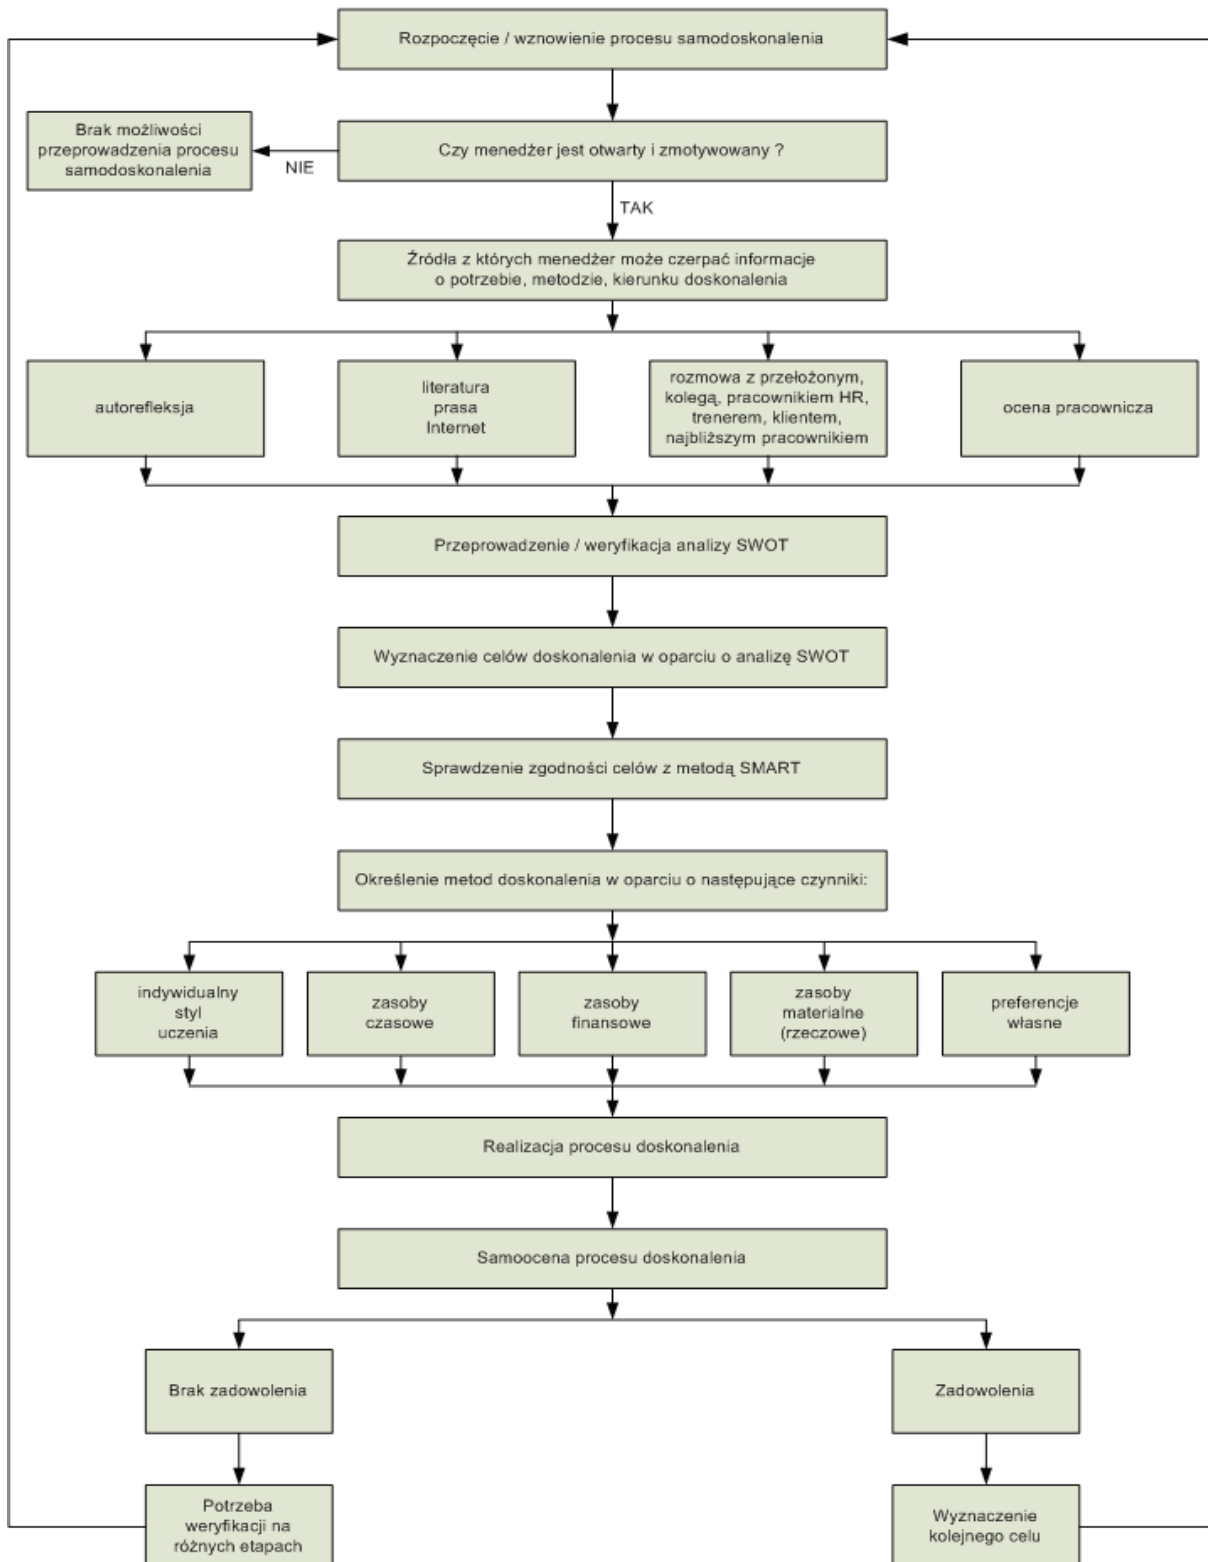 Rozpoczęcie / wznowienie procesu samodoskonalenia
Brak możliwości
przeprowadzenia procesu
samodoskonalenia
NIE
Czy menedżer jest otwarty i zmotywowany ?
TAK
Źródła z których menedżer może czerpać informacje
o potrzebie, metodzie, kierunku doskonalenia
autorefleksja
literatura
prasa
Internet
rozmowa z przełożonym,
kolegą, pracownikiem HR,
trenerem, klientem,
najbliższym pracownikiem
ocena pracownicza
Przeprowadzenie / weryfikacja analizy SWOT
Wyznaczenie celów doskonalenia w oparciu o analizę SWOT
Sprawdzenie zgodności celów z metodą SMART
Określenie metod doskonalenia w oparciu o następujące czynniki:
indywidualny
styl
uczenia
zasoby
czasowe
zasoby
finansowe
zasoby
materialne
(rzeczowe)
preferencje
własne
Realizacja procesu doskonalenia
Samoocena procesu doskonalenia
Brak zadowolenia
Zadowolenia
Potrzeba
weryfikacji na
różnych etapach
Wyznaczenie
kolejnego celu